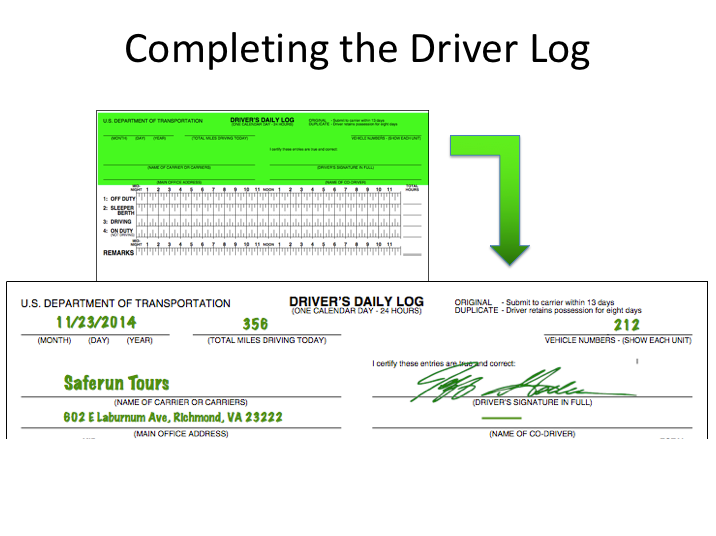 Completing the Driver Log
U.S. DEPARTMENT OF TRANSPORTATION DRIVER'S DAILY LOG ORIGINAL - Submit to carrier within 13 days
(ONE CALENDAR DAY - 24 HOURS) DUPLICATE - Driver retains possession for eight days
(MONTH) (DAY) (YEAR) (TOTAL MILES DRIVING TODAY) VEHICLE NUMBERS - (SHOW EACH UNIT)
I certify these entries are true and correct:
(NAME OF CARRIER OR CARRIERS) (DRIVER'S SIGNATURE IN FULL)
(MAIN OFFICE ADDRESS) (NAME OF CO-DRIVER)
MID-NIGHT 1 2 3 4 5 6 7 8 9 10 11 NOON 1 2 3 4 5 6 7 8 9 10 11 TOTAL HOURS
1: OFF DUTY
2: SLEEPER
BERTH
3: DRIVING
4: ON DUTY
(NOT DRIVING)
MID-NIGHT 1 2 3 4 5 6 7 8 9 10 11 NOON 1 2 3 4 5 6 7 8 9 10 11
REMARKS
U.S. DEPARTMENT OF TRANSPORTATION DRIVER'S DAILY LOG ORIGINAL - Submit to carrier within 13 days
(ONE CALENDAR DAY - 24 HOURS) DUPLICATE - Driver retains possession for eight days
11/23/2014 356 212
(MONTH) (DAY) (YEAR) (TOTAL MILES DRIVING TODAY) VEHICLE NUMBERS - (SHOW EACH UNIT)
I certify these entries are true and correct:
Saferun Tours
(NAME OF CARRIER OR CARRIERS) (DRIVER'S SIGNATURE IN FULL)
602 E Laburnum Ave, Richmond, VA 23222
(MAIN OFFICE ADDRESS) (NAME OF CO-DRIVER)